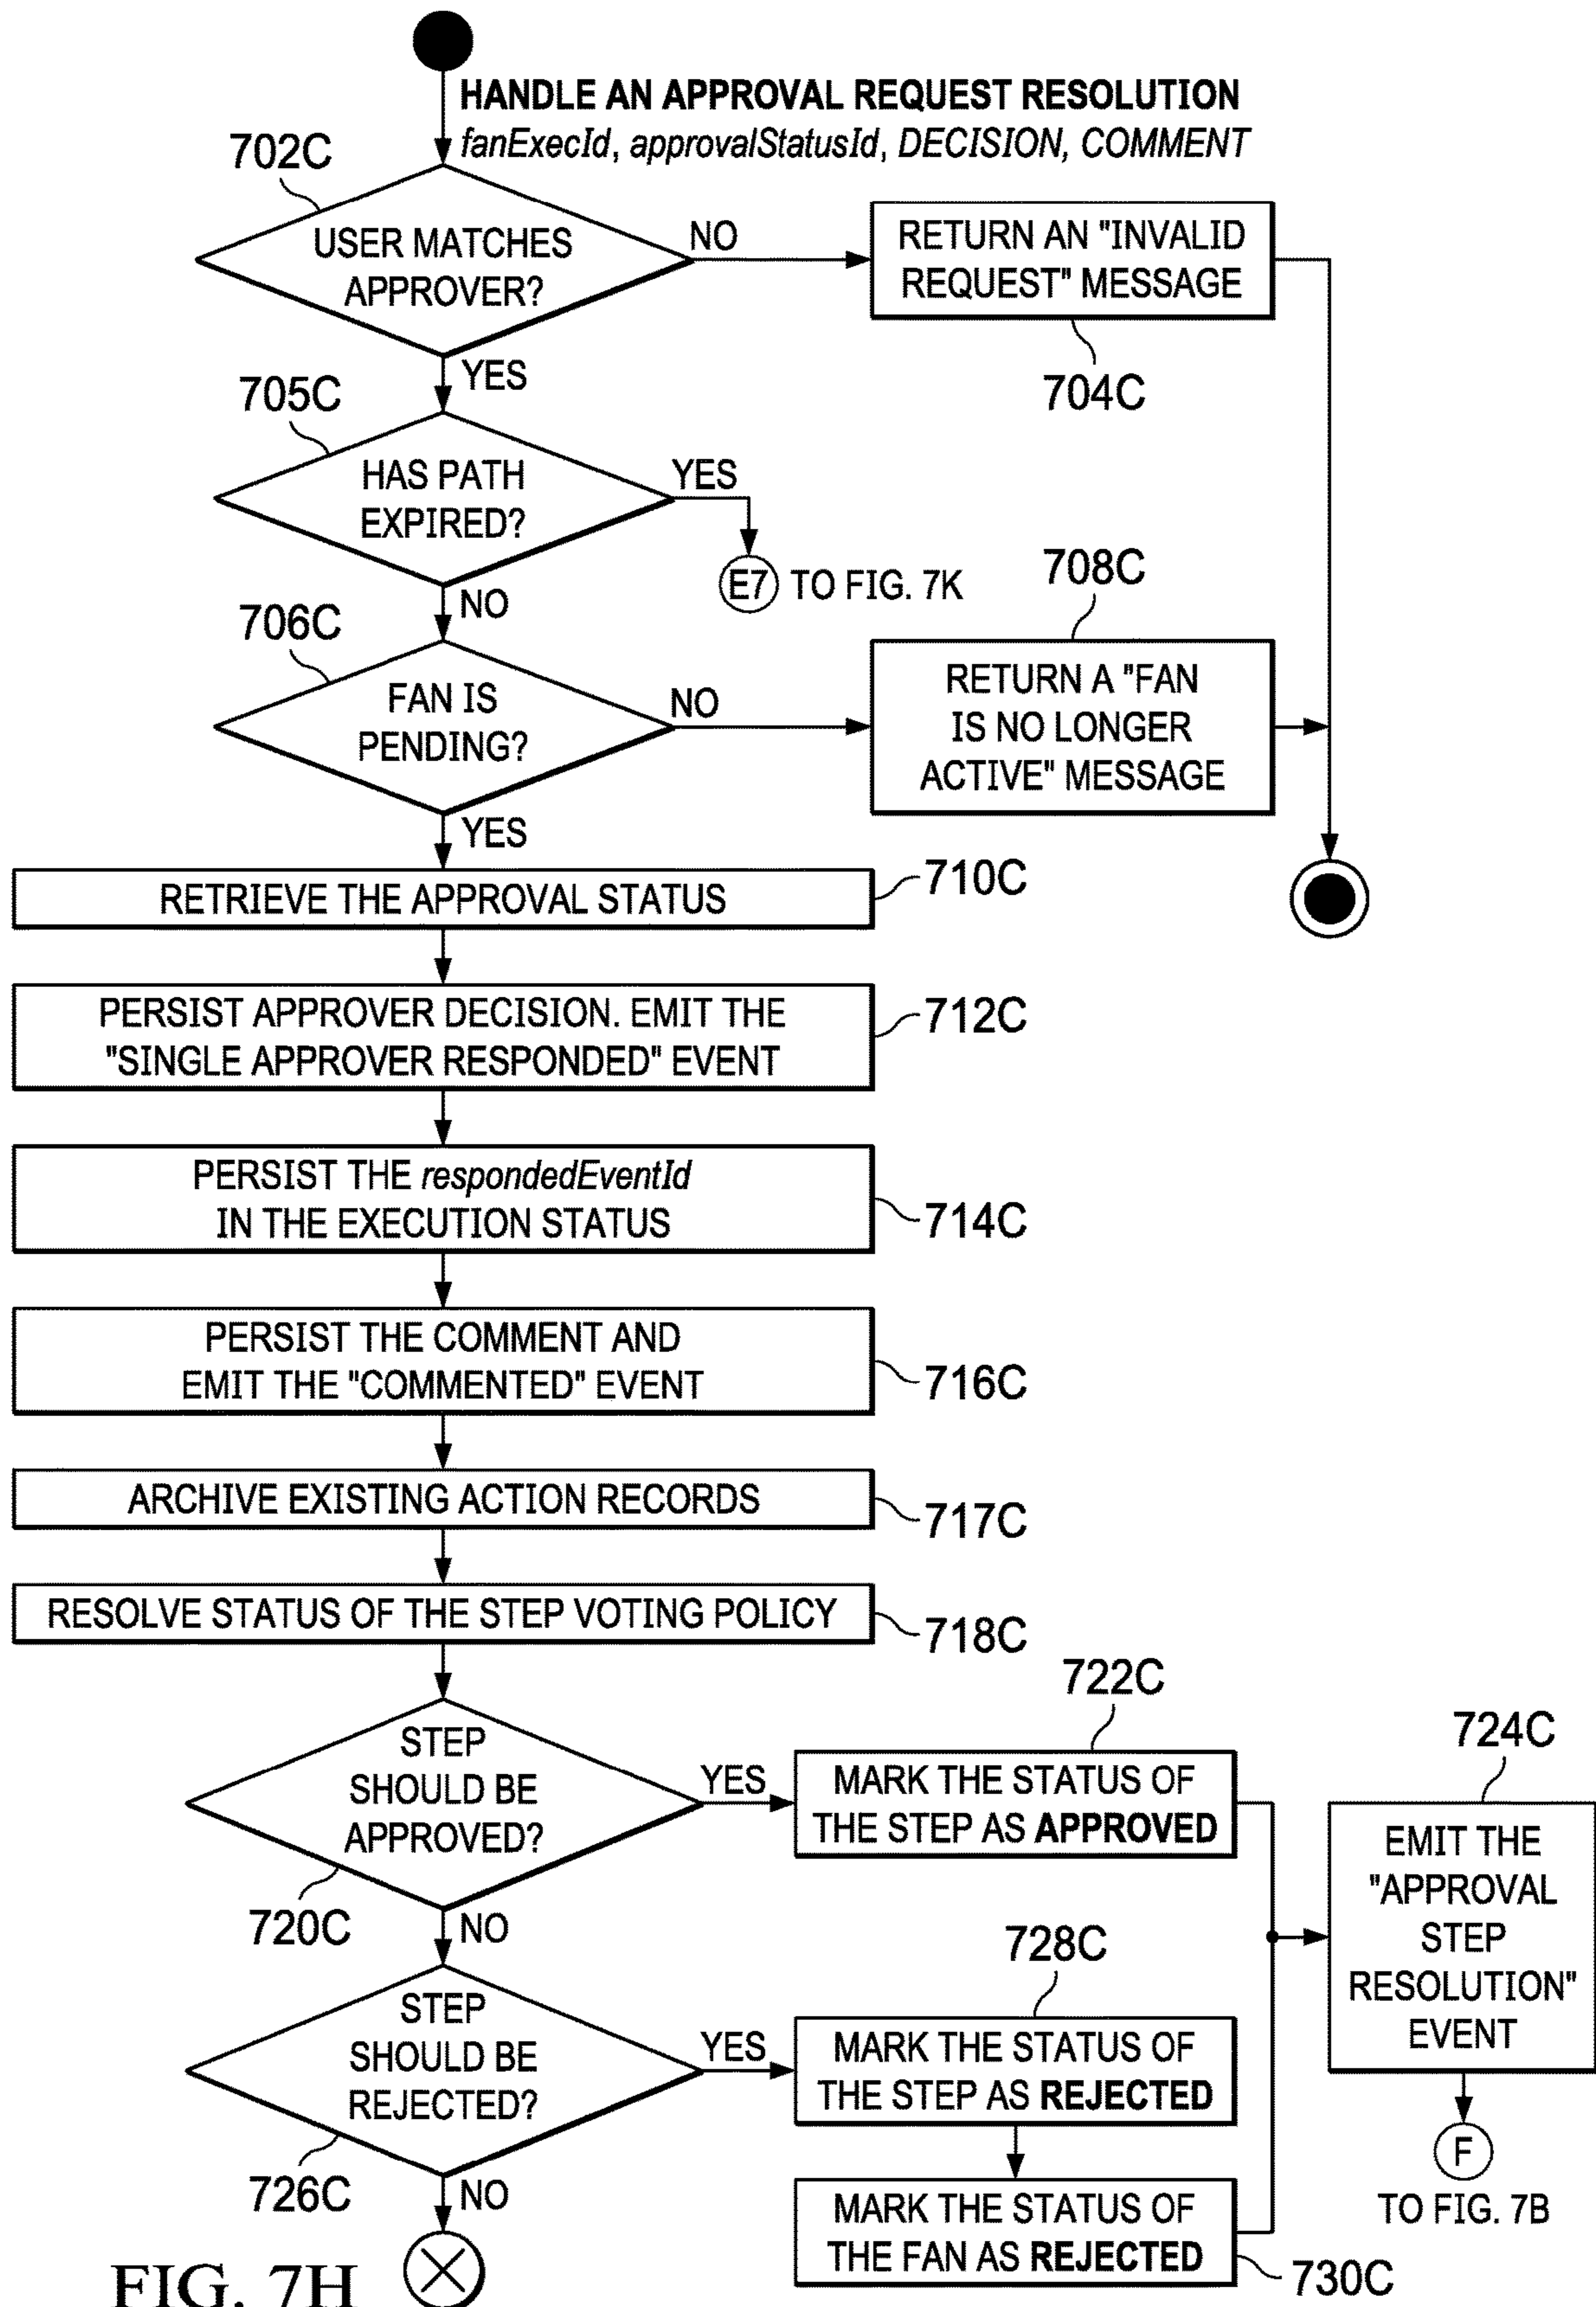 HANDLE AN APPROVAL REQUEST RESOLUTION
fanExecId, approvalStatusId, DECISION, COMMENT
702C
USER MATCHES
APPROVER?
NO
RETURN AN "INVALID
REQUEST" MESSAGE
704C
YES
705C
HAS PATH
EXPIRED?
YES
E7 TO FIG. 7K
NO
706C
FAN IS
PENDING?
NO
708C
RETURN A "FAN
IS NO LONGER
ACTIVE" MESSAGE
YES
RETRIEVE THE APPROVAL STATUS
710C
PERSIST APPROVER DECISION. EMIT THE
"SINGLE APPROVER RESPONDED" EVENT
712C
PERSIST THE respondedEventId
IN THE EXECUTION STATUS
714C
PERSIST THE COMMENT AND
EMIT THE "COMMENTED" EVENT
716C
ARCHIVE EXISTING ACTION RECORDS
717C
RESOLVE STATUS OF THE STEP VOTING POLICY
718C
STEP
SHOULD BE
APPROVED?
720C
YES
722C
MARK THE STATUS OF
THE STEP AS APPROVED
724C
EMIT THE
"APPROVAL
STEP
RESOLUTION"
EVENT
F
TO FIG. 7B
NO
STEP
SHOULD BE
REJECTED?
726C
YES
728C
MARK THE STATUS OF
THE STEP AS REJECTED
MARK THE STATUS OF
THE FAN AS REJECTED
730C
NO
FIG. 7H